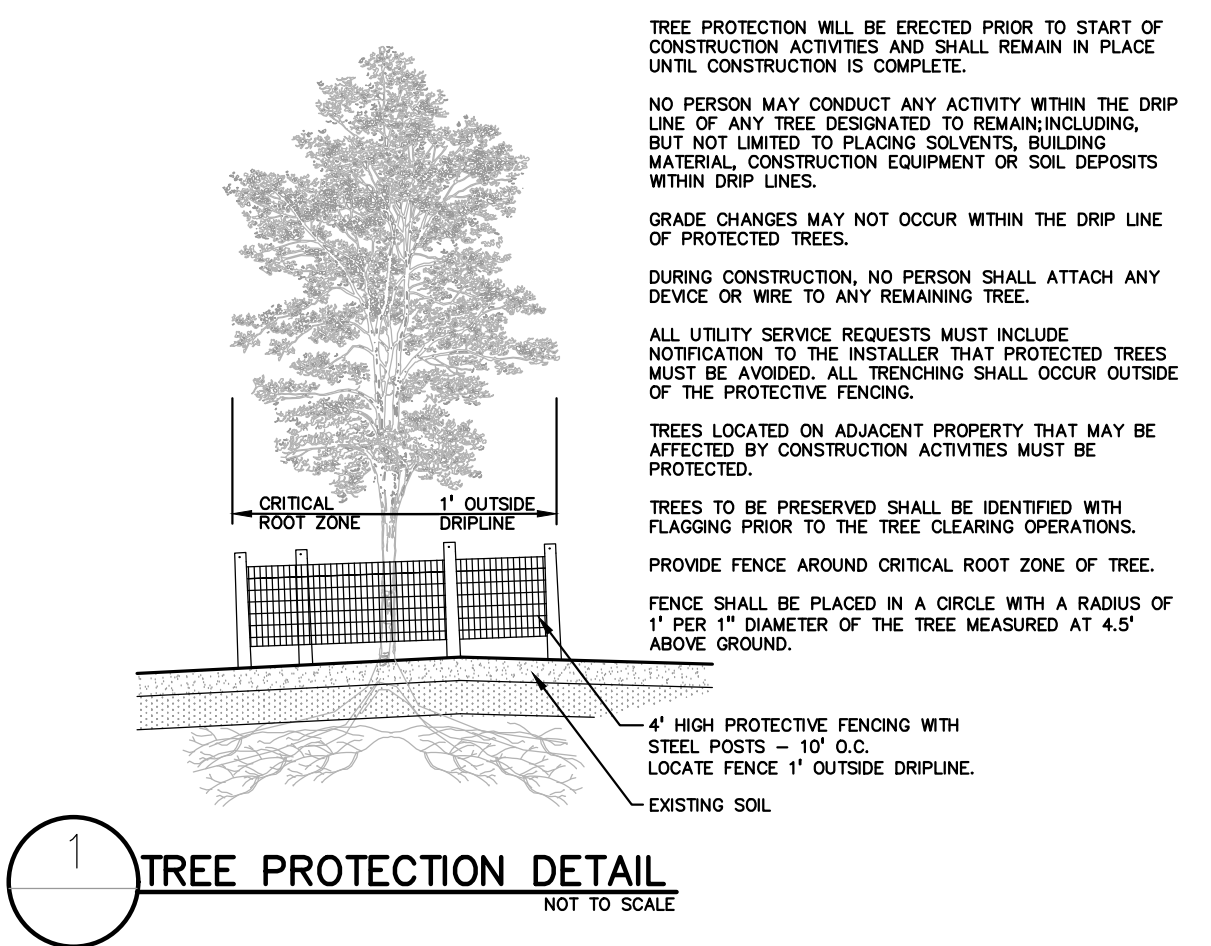 TREE PROTECTION WILL BE ERECTED PRIOR TO START OF
CONSTRUCTION ACTIVITIES AND SHALL REMAIN IN PLACE
UNTIL CONSTRUCTION IS COMPLETE.
NO PERSON MAY CONDUCT ANY ACTIVITY WITHIN THE DRIP
LINE OF ANY TREE DESIGNATED TO REMAIN;INCLUDING,
BUT NOT LIMITED TO PLACING SOLVENTS, BUILDING
MATERIAL, CONSTRUCTION EQUIPMENT OR SOIL DEPOSITS
WITHIN DRIP LINES.
GRADE CHANGES MAY NOT OCCUR WITHIN THE DRIP LINE
OF PROTECTED TREES.
DURING CONSTRUCTION, NO PERSON SHALL ATTACH ANY
DEVICE OR WIRE TO ANY REMAINING TREE.
ALL UTILITY SERVICE REQUESTS MUST INCLUDE
NOTIFICATION TO THE INSTALLER THAT PROTECTED TREES
MUST BE AVOIDED. ALL TRENCHING SHALL OCCUR OUTSIDE
OF THE PROTECTIVE FENCING.
TREES LOCATED ON ADJACENT PROPERTY THAT MAY BE
AFFECTED BY CONSTRUCTION ACTIVITIES MUST BE
PROTECTED.
TREES TO BE PRESERVED SHALL BE IDENTIFIED WITH
FLAGGING PRIOR TO THE TREE CLEARING OPERATIONS.
PROVIDE FENCE AROUND CRITICAL ROOT ZONE OF TREE.
FENCE SHALL BE PLACED IN A CIRCLE WITH A RADIUS OF
1' PER 1" DIAMETER OF THE TREE MEASURED AT 4.5'
ABOVE GROUND.
CRITICAL
ROOT ZONE
1' OUTSIDE
DRIPLINE
4' HIGH PROTECTIVE FENCING WITH
STEEL POSTS – 10' O.C.
LOCATE FENCE 1' OUTSIDE DRIPLINE.
EXISTING SOIL
1
TREE PROTECTION DETAIL
NOT TO SCALE